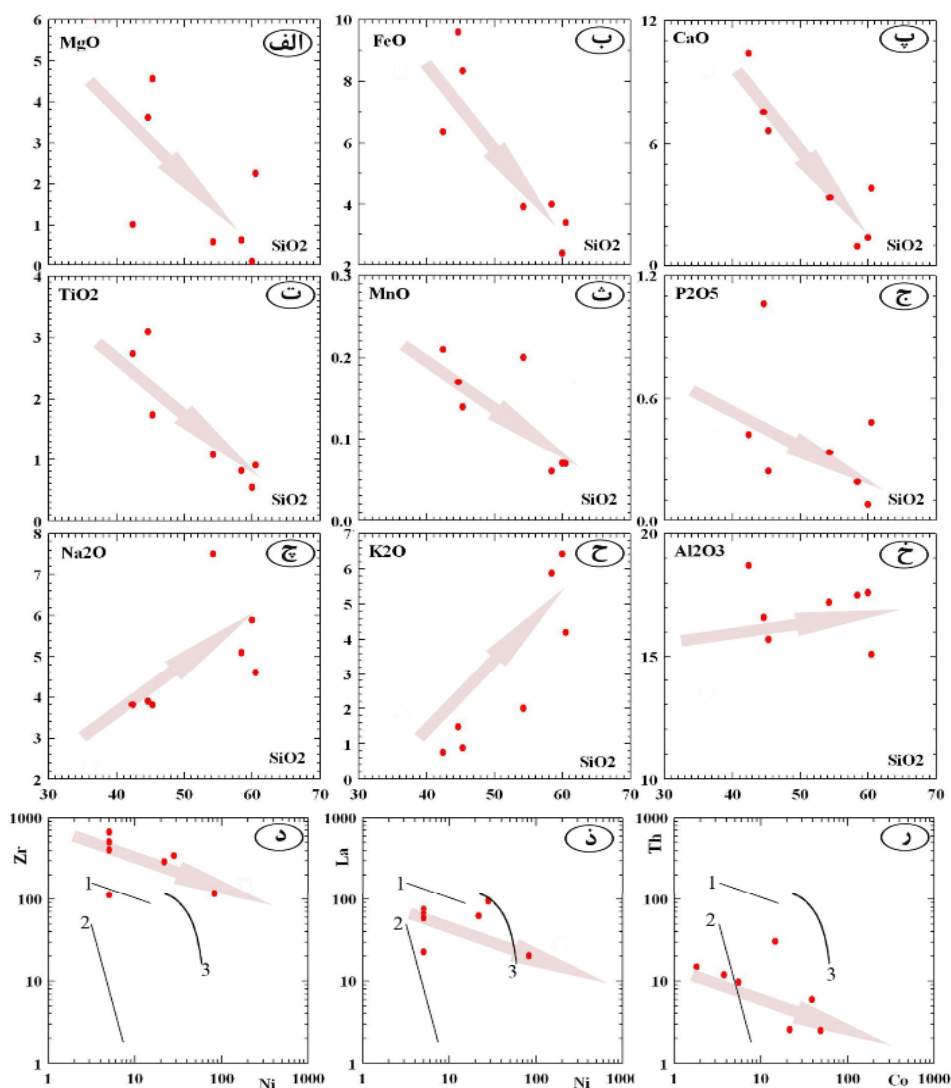 6 MgO الف
5
4
3
2
1
0 SiO2
10 FeO ب
8
6
4
2 SiO2
12 CaO پ
6
0 SiO2
4 TiO2 ت
3
2
1
0 SiO2
0.3 MnO ث
0.2
0.1
0.0 SiO2
1.2 P2O5 ج
0.6
0.0 SiO2
8 Na2O چ
7
6
5
4
3
2 SiO2
30 40 50 60 70
7 K2O ح
6
5
4
3
2
1
0 SiO2
30 40 50 60 70
20 Al2O3 خ
15
10 SiO2
30 40 50 60 70
1000 Zr د
100 1
2
10 3
1
1 10 Ni 100 1000
1000 La ذ
100 1
2
10 3
1
1 10 Ni 100 1000
1000 Th ر
100 1
2
10 3
1
1 10 100 Co 1000